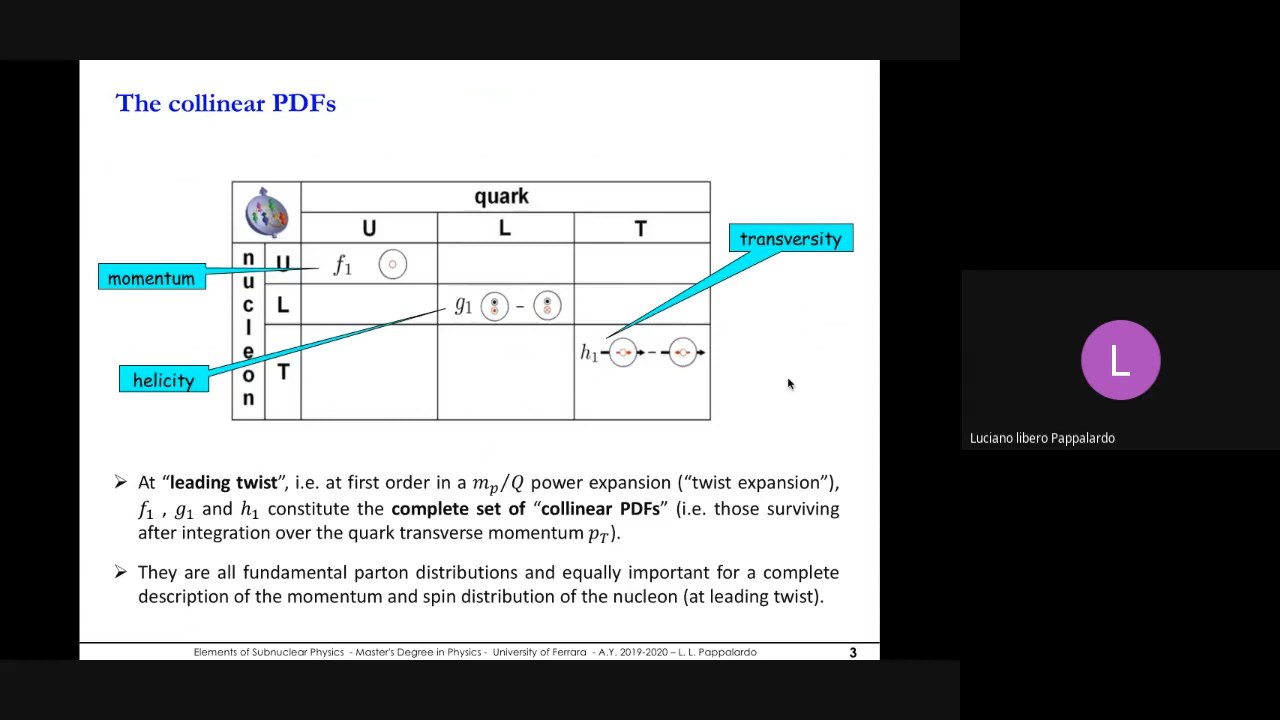 The collinear PDFs
quark
U L T
momentum
helicity
transversity
nucleon
U f₁
L g₁ -
T h₁ -
➢ At “leading twist”, i.e. at first order in a mₚ/Q power expansion (“twist expansion”),
f₁ , g₁ and h₁ constitute the complete set of “collinear PDFs” (i.e. those surviving
after integration over the quark transverse momentum p_T).
➢ They are all fundamental parton distributions and equally important for a complete
description of the momentum and spin distribution of the nucleon (at leading twist).
Elements of Subnuclear Physics - Master's Degree in Physics - University of Ferrara - A.Y. 2019-2020 – L. L. Pappalardo 3
L
Luciano libero Pappalardo